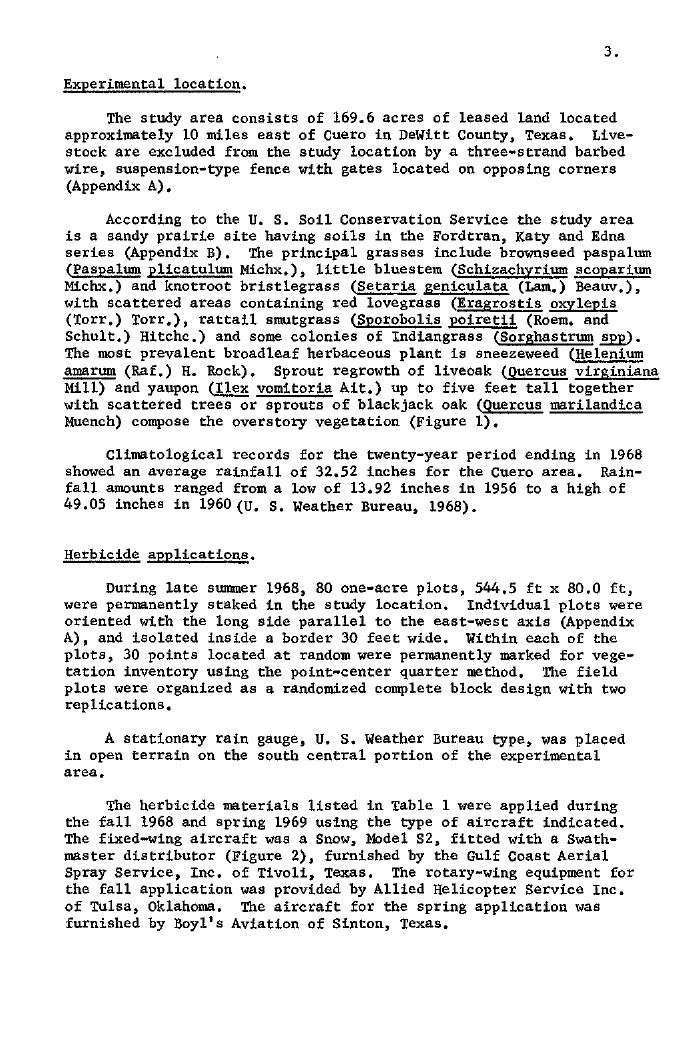 3.
Experimental location.
The study area consists of 169.6 acres of leased land located
approximately 10 miles east of Cuero in DeWitt County, Texas. Live-
stock are excluded from the study location by a three-strand barbed
wire, suspension-type fence with gates located on opposing corners
(Appendix A).
According to the U. S. Soil Conservation Service the study area
is a sandy prairie site having soils in the Fordtran, Katy and Edna
series (Appendix B). The principal grasses include brownseed paspalum
(Paspalum plicatulum Michx.), little bluestem (Schizachyrium scoparium
Michx.) and knotroot bristlegrass (Setaria geniculata (Lam.) Beauv.),
with scattered areas containing red lovegrass (Eragrostis oxylepis
(Torr.) Torr.), rattail smutgrass (Sporobolis poiretii (Roem. and
Schult.) Hitchc.) and some colonies of Indiangrass (Sorghastrum spp).
The most prevalent broadleaf herbaceous plant is sneezeweed (Helenium
amarum (Raf.) H. Rock). Sprout regrowth of liveoak (Quercus virginiana
Mill) and yaupon (Ilex vomitoria Ait.) up to five feet tall together
with scattered trees or sprouts of blackjack oak (Quercus marilandica
Muench) compose the overstory vegetation (Figure 1).
Climatological records for the twenty-year period ending in 1968
showed an average rainfall of 32.52 inches for the Cuero area. Rain-
fall amounts ranged from a low of 13.92 inches in 1956 to a high of
49.05 inches in 1960 (U. S. Weather Bureau, 1968).
Herbicide applications.
During late summer 1968, 80 one-acre plots, 544.5 ft x 80.0 ft,
were permanently staked in the study location. Individual plots were
oriented with the long side parallel to the east-west axis (Appendix
A), and isolated inside a border 30 feet wide. Within each of the
plots, 30 points located at random were permanently marked for vege-
tation inventory using the point-center quarter method. The field
plots were organized as a randomized complete block design with two
replications.
A stationary rain gauge, U. S. Weather Bureau type, was placed
in open terrain on the south central portion of the experimental
area.
The herbicide materials listed in Table 1 were applied during
the fall 1968 and spring 1969 using the type of aircraft indicated.
The fixed-wing aircraft was a Snow, Model S2, fitted with a Swath-
master distributor (Figure 2), furnished by the Gulf Coast Aerial
Spray Service, Inc. of Tivoli, Texas. The rotary-wing equipment for
the fall application was provided by Allied Helicopter Service Inc.
of Tulsa, Oklahoma. The aircraft for the spring application was
furnished by Boyl's Aviation of Sinton, Texas.